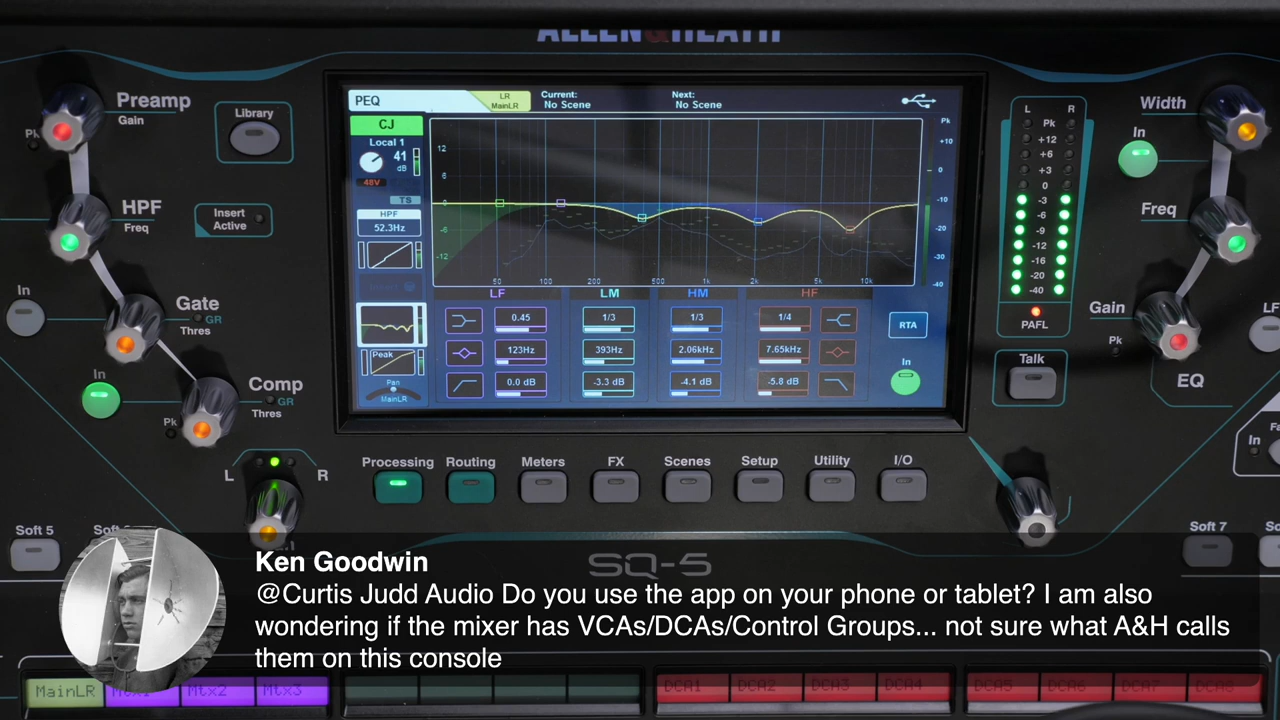 ALLEN&HEATH
Preamp
Gain
Pk
Library
HPF
Freq
Insert
Active
In
Gate
GR
Thres
In
Comp
GR
Thres
Pk
L R
PEQ
LR
MainLR
Current:
No Scene
Next:
No Scene
CJ
Local 1
41
dB
48V
TS
HPF
52.3Hz
Peak
Pan
MainLR
12
6
-6
-12
50 100 200 500 1k 2k 5k 10k
Pk
+10
0
-10
-20
-30
-40
LF LM HM HF
0.45 1/3 1/3 1/4
123Hz 393Hz 2.06kHz 7.65kHz
0.0 dB -3.3 dB -4.1 dB -5.8 dB
RTA
In
L R
Pk
+12
+6
+3
0
-3
-6
-9
-12
-16
-20
-40
PAFL
Talk
Width
In
Freq
Gain
Pk
EQ
In
Processing Routing Meters FX Scenes Setup Utility I/O
Soft 5
Soft 7
SQ-5
Ken Goodwin
@Curtis Judd Audio Do you use the app on your phone or tablet? I am also
wondering if the mixer has VCAs/DCAs/Control Groups... not sure what A&H calls
them on this console
MainLR Mtx1 Mtx2 Mtx3 DCA1 DCA2 DCA3 DCA4 DCA5 DCA6 DCA7 DCA8